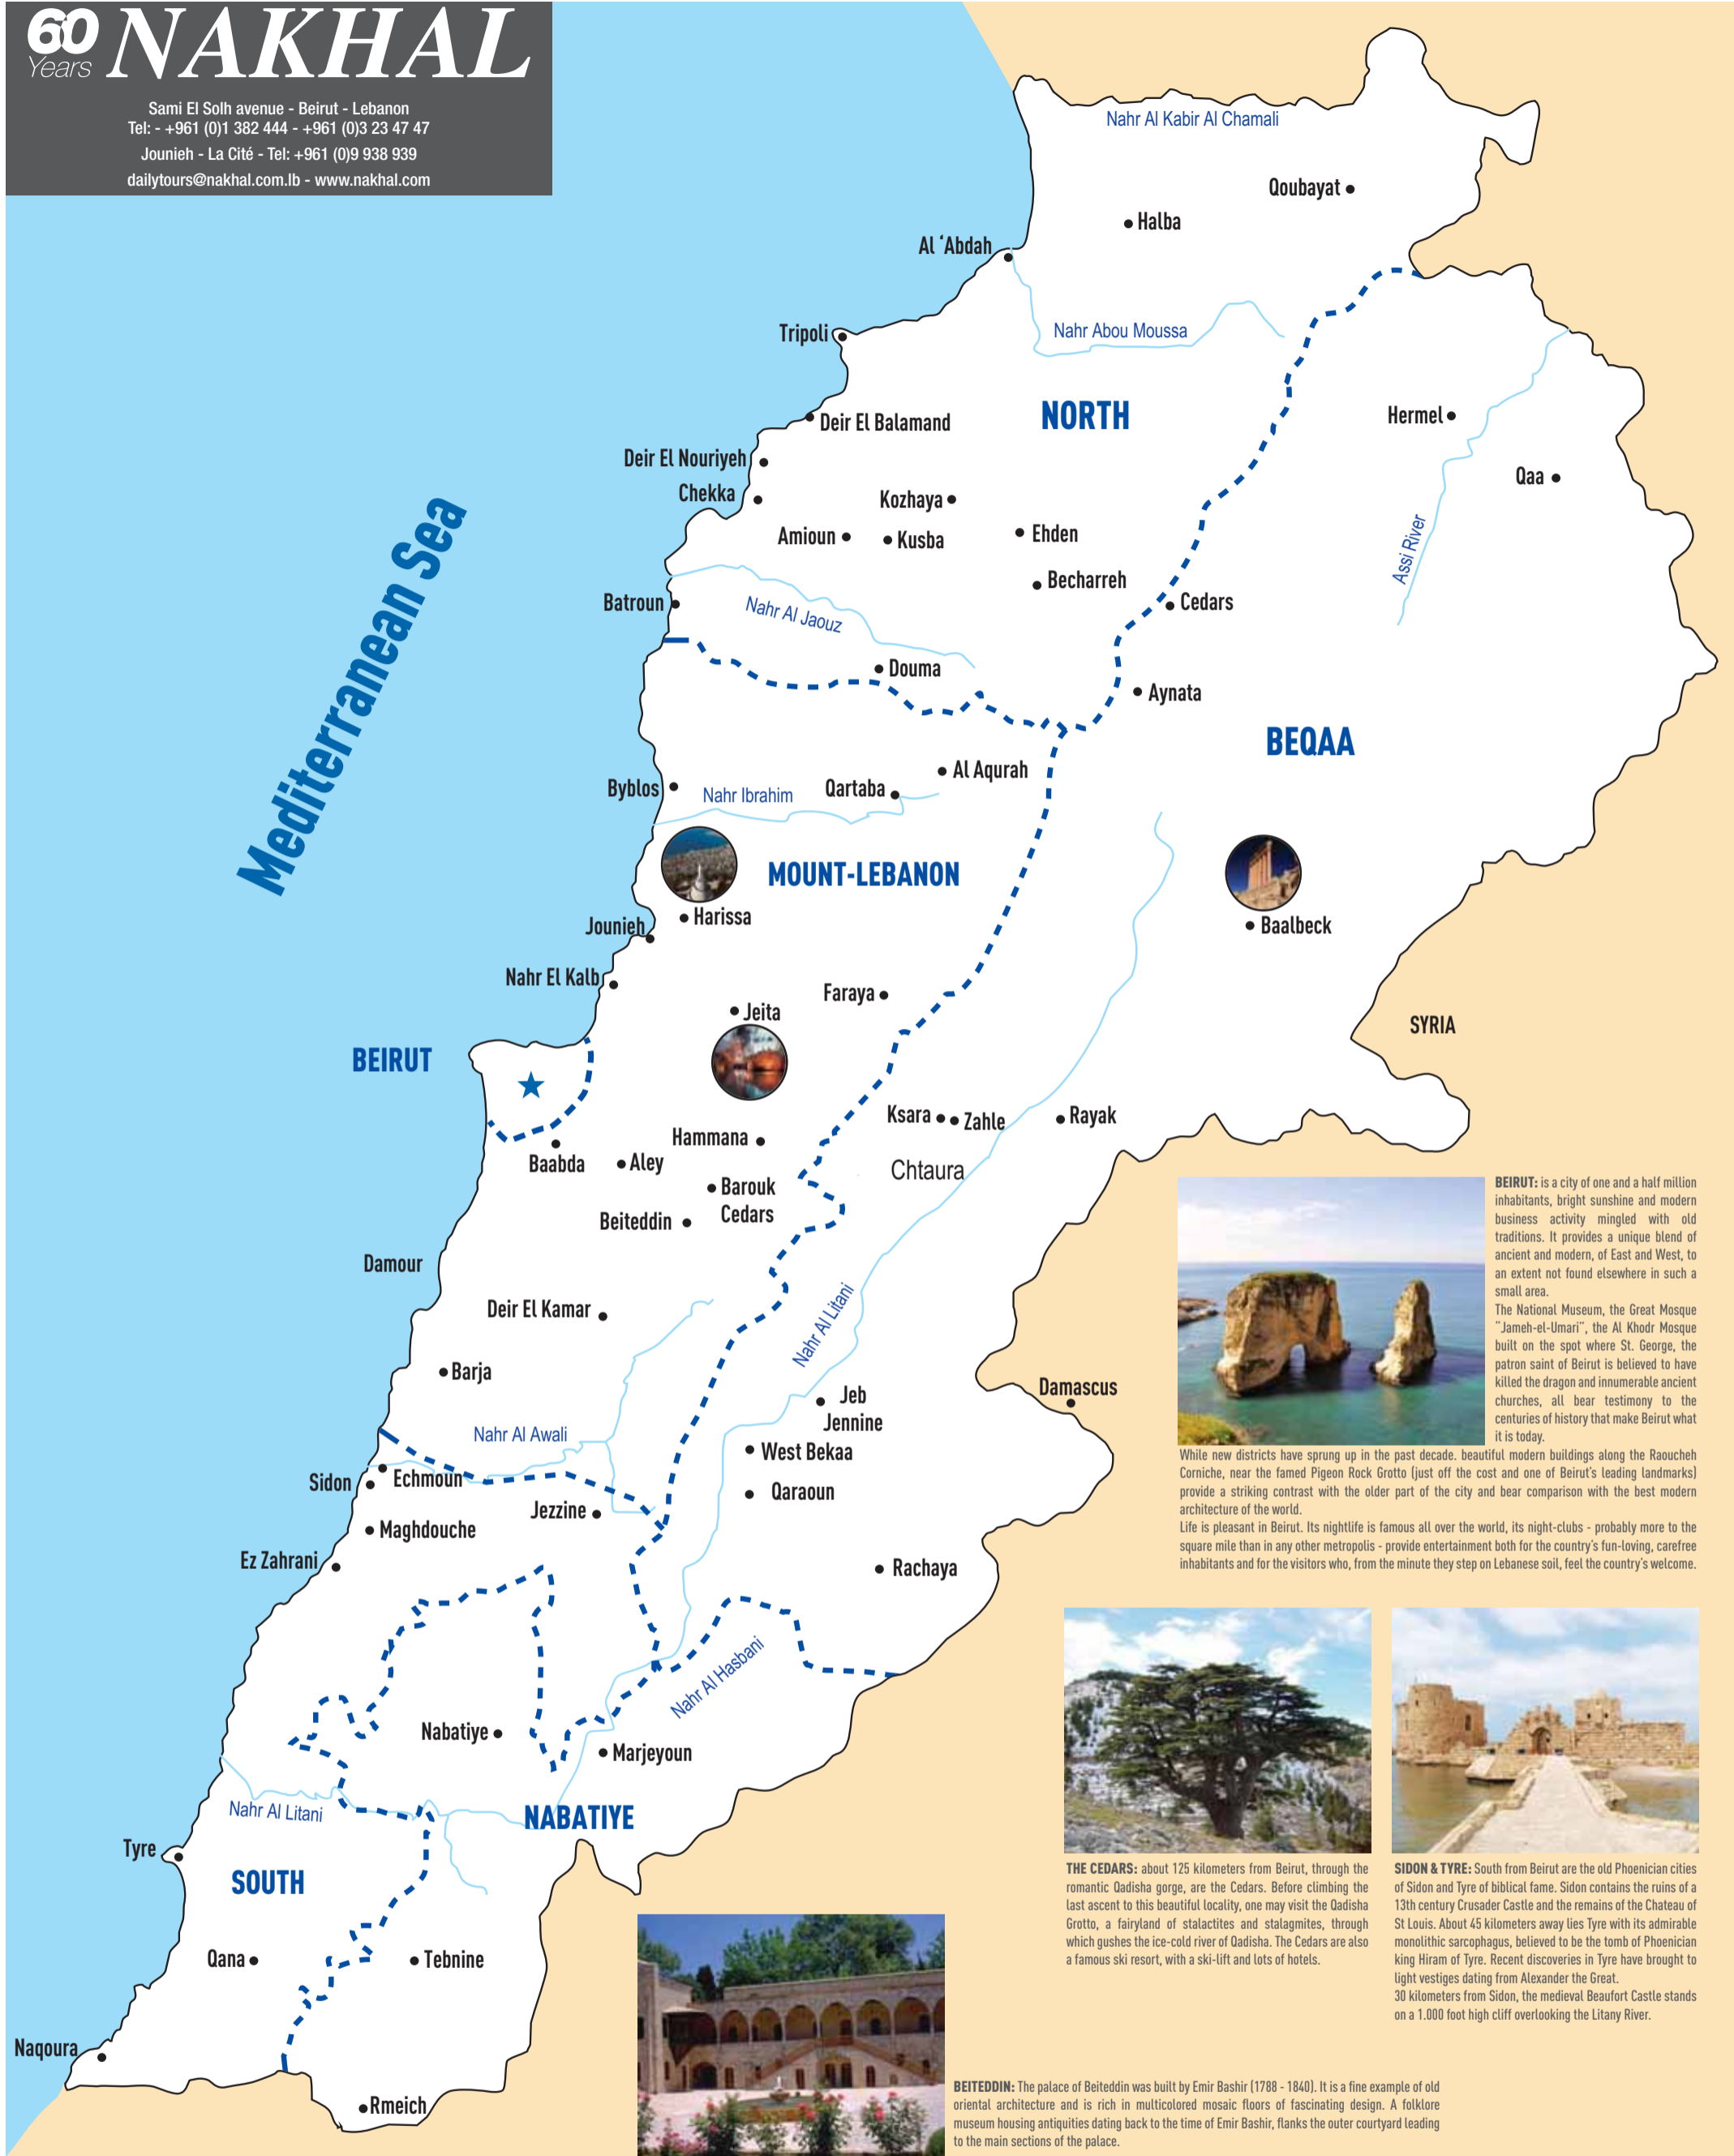 60 Years NAKHAL
Sami El Solh avenue - Beirut - Lebanon
Tel: - +961 (0)1 382 444 - +961 (0)3 23 47 47
Jounieh - La Cité - Tel: +961 (0)9 938 939
dailytours@nakhal.com.lb - www.nakhal.com
Nahr Al Kabir Al Chamali
Qoubayat
Halba
Al ‘Abdah
Nahr Abou Moussa
Tripoli
NORTH
Hermel
Deir El Balamand
Deir El Nouriyeh
Qaa
Chekka
Kozhaya
Amioun
Kusba
Ehden
Assi River
Becharreh
Cedars
Batroun
Nahr Al Jaouz
Mediterranean Sea
Douma
Aynata
BEQAA
Al Aqurah
Byblos
Nahr Ibrahim
Qartaba
MOUNT-LEBANON
Harissa
Jounieh
Baalbeck
Nahr El Kalb
Faraya
Jeita
SYRIA
BEIRUT
Ksara
Zahle
Rayak
Hammana
Baabda
Aley
Chtaura
Barouk
Cedars
Beiteddin
Damour
Deir El Kamar
Nahr Al Litani
Barja
Jeb
Jennine
Damascus
Nahr Al Awali
West Bekaa
Sidon
Echmoun
Qaraoun
Jezzine
Maghdouche
Ez Zahrani
Rachaya
Nahr Al Hasbani
Nabatiye
Marjeyoun
Nahr Al Litani
NABATIYE
Tyre
SOUTH
Qana
Tebnine
Naqoura
Rmeich
BEIRUT: is a city of one and a half million
inhabitants, bright sunshine and modern
business activity mingled with old
traditions. It provides a unique blend of
ancient and modern, of East and West, to
an extent not found elsewhere in such a
small area.
The National Museum, the Great Mosque
"Jameh-el-Umari", the Al Khodr Mosque
built on the spot where St. George, the
patron saint of Beirut is believed to have
killed the dragon and innumerable ancient
churches, all bear testimony to the
centuries of history that make Beirut what
it is today.
While new districts have sprung up in the past decade. beautiful modern buildings along the Raoucheh
Corniche, near the famed Pigeon Rock Grotto (just off the cost and one of Beirut's leading landmarks)
provide a striking contrast with the older part of the city and bear comparison with the best modern
architecture of the world.
Life is pleasant in Beirut. Its nightlife is famous all over the world, its night-clubs - probably more to the
square mile than in any other metropolis - provide entertainment both for the country's fun-loving, carefree
inhabitants and for the visitors who, from the minute they step on Lebanese soil, feel the country's welcome.
THE CEDARS: about 125 kilometers from Beirut, through the
romantic Qadisha gorge, are the Cedars. Before climbing the
last ascent to this beautiful locality, one may visit the Qadisha
Grotto, a fairyland of stalactites and stalagmites, through
which gushes the ice-cold river of Qadisha. The Cedars are also
a famous ski resort, with a ski-lift and lots of hotels.
SIDON & TYRE: South from Beirut are the old Phoenician cities
of Sidon and Tyre of biblical fame. Sidon contains the ruins of a
13th century Crusader Castle and the remains of the Chateau of
St Louis. About 45 kilometers away lies Tyre with its admirable
monolithic sarcophagus, believed to be the tomb of Phoenician
king Hiram of Tyre. Recent discoveries in Tyre have brought to
light vestiges dating from Alexander the Great.
30 kilometers from Sidon, the medieval Beaufort Castle stands
on a 1.000 foot high cliff overlooking the Litany River.
BEITEDDIN: The palace of Beiteddin was built by Emir Bashir (1788 - 1840). It is a fine example of old
oriental architecture and is rich in multicolored mosaic floors of fascinating design. A folklore
museum housing antiquities dating back to the time of Emir Bashir, flanks the outer courtyard leading
to the main sections of the palace.